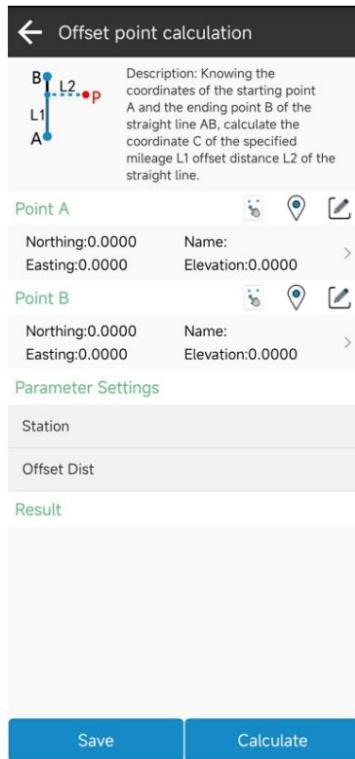 Offset point calculation
B
L2
P
L1
A
Description: Knowing the
coordinates of the starting point
A and the ending point B of the
straight line AB, calculate the
coordinate C of the specified
mileage L1 offset distance L2 of the
straight line.
Point A
Northing:0.0000 Name:
Easting:0.0000 Elevation:0.0000
Point B
Northing:0.0000 Name:
Easting:0.0000 Elevation:0.0000
Parameter Settings
Station
Offset Dist
Result
Save Calculate